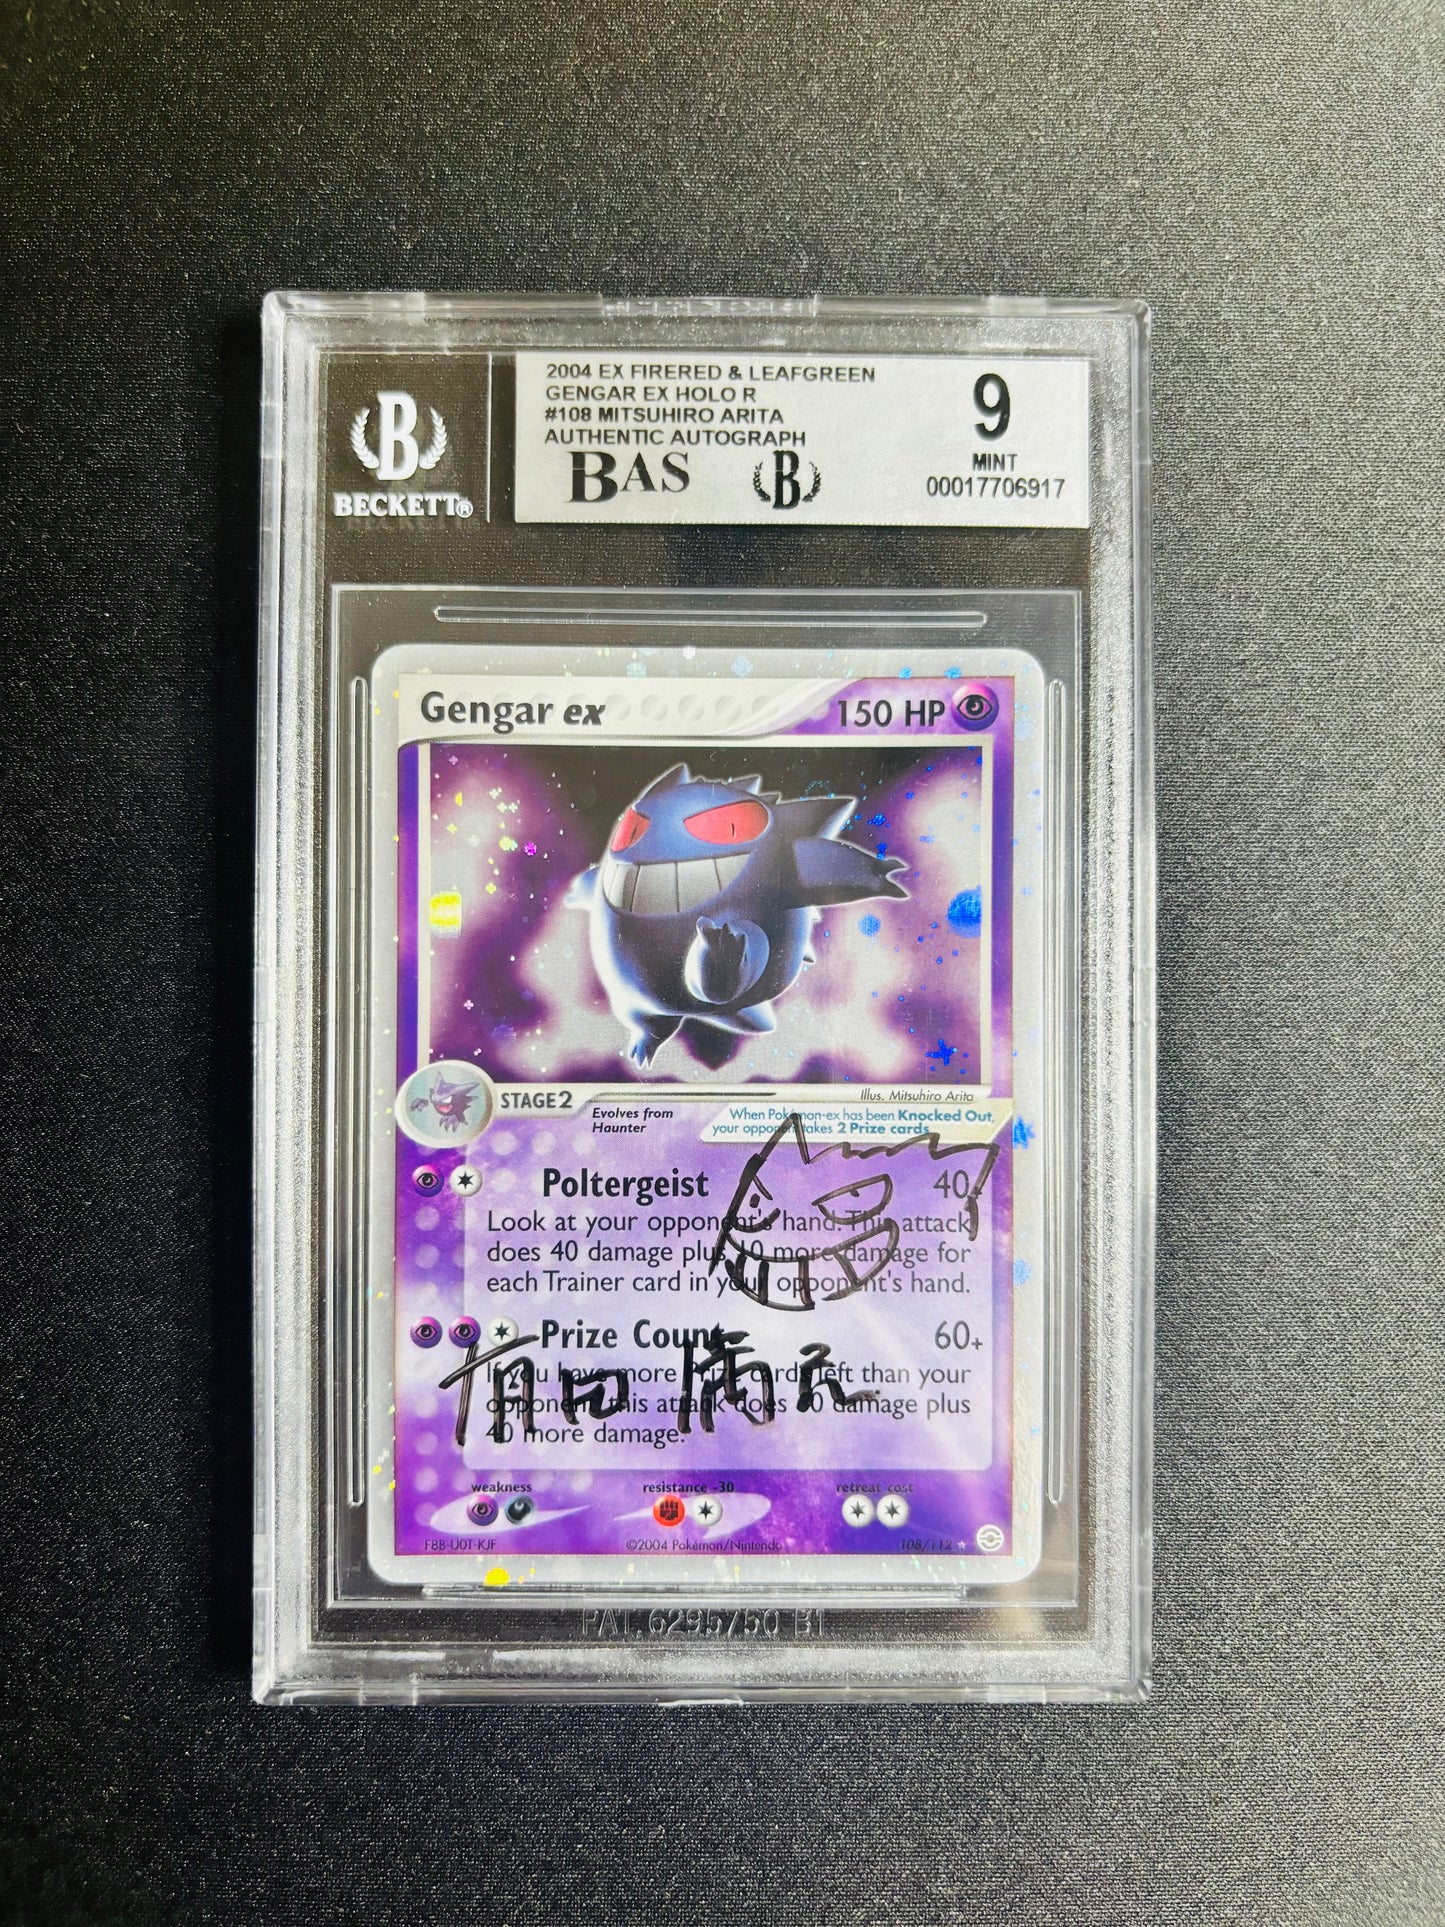 2004 EX FIRERED & LEAFGREEN
GENGAR EX HOLO R
#108 MITSUHIRO ARITA
AUTHENTIC AUTOGRAPH
BAS B
9
MINT
00017706917
B
BECKETT®
Gengar ex 150 HP
Illus. Mitsuhiro Arita
STAGE 2
Evolves from
Haunter
When Pokémon-ex has been Knocked Out,
your opponent takes 2 Prize cards.
Poltergeist 40+
Look at your opponent's hand. This attack
does 40 damage plus 10 more damage for
each Trainer card in your opponent's hand.
Prize Count 60+
If you have more Prize cards left than your
opponent, this attack does 60 damage plus
40 more damage.
有田 満弘
weakness resistance -30 retreat cost
F8B-U0T-KJF ©2004 Pokémon/Nintendo 108/112 ★
PAT. 6295750 B1